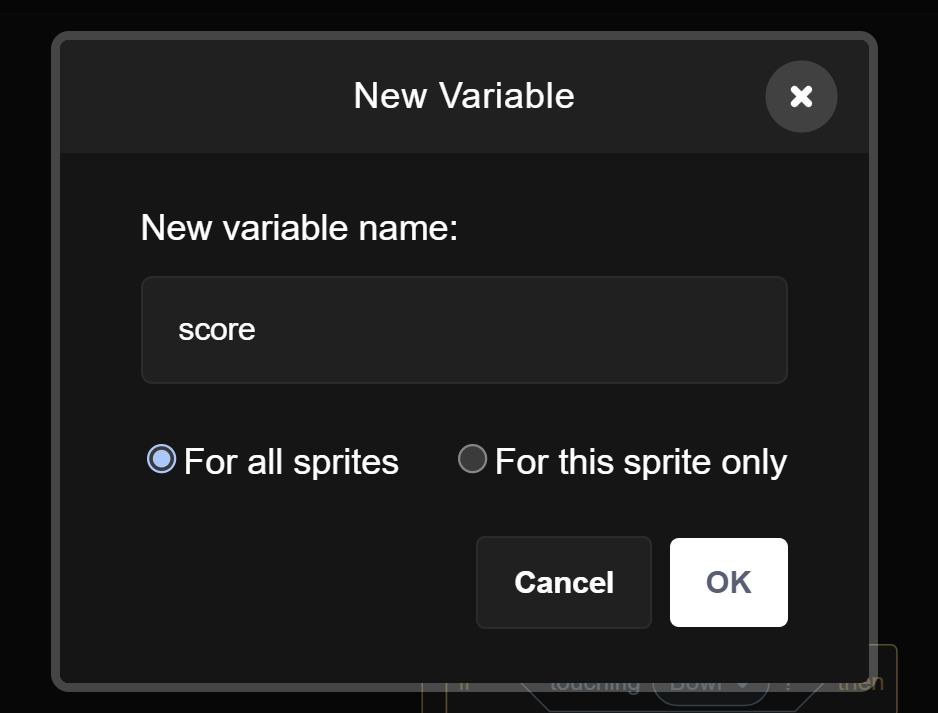 New Variable
New variable name:
score
For all sprites For this sprite only
Cancel OK
if touching Bowl ? then